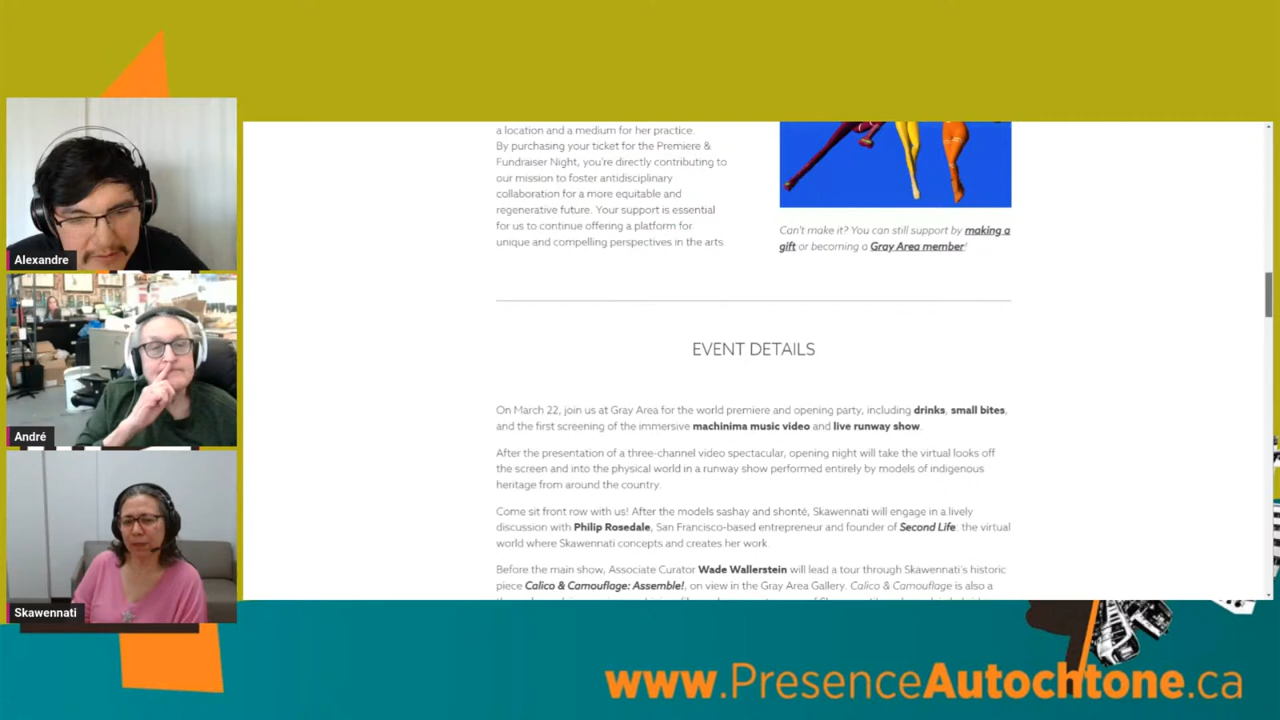 Alexandre
André
Skawennati
a location and a medium for her practice.
By purchasing your ticket for the Premiere &
Fundraiser Night, you're directly contributing to
our mission to foster antidisciplinary
collaboration for a more equitable and
regenerative future. Your support is essential
for us to continue offering a platform for
unique and compelling perspectives in the arts
Can't make it? You can still support by making a
gift or becoming a Gray Area member!
EVENT DETAILS
On March 22, join us at Gray Area for the world premiere and opening party, including drinks, small bites,
and the first screening of the immersive machinima music video and live runway show.
After the presentation of a three-channel video spectacular, opening night will take the virtual looks off
the screen and into the physical world in a runway show performed entirely by models of indigenous
heritage from around the country.
Come sit front row with us! After the models sashay and shonté, Skawennati will engage in a lively
discussion with Philip Rosedale, San Francisco-based entrepreneur and founder of Second Life: the virtual
world where Skawennati concepts and creates her work.
Before the main show, Associate Curator Wade Wallerstein will lead a tour through Skawennati's historic
piece Calico & Camouflage: Assemble!, on view in the Gray Area Gallery. Calico & Camouflage is also a
www.PresenceAutochtone.ca